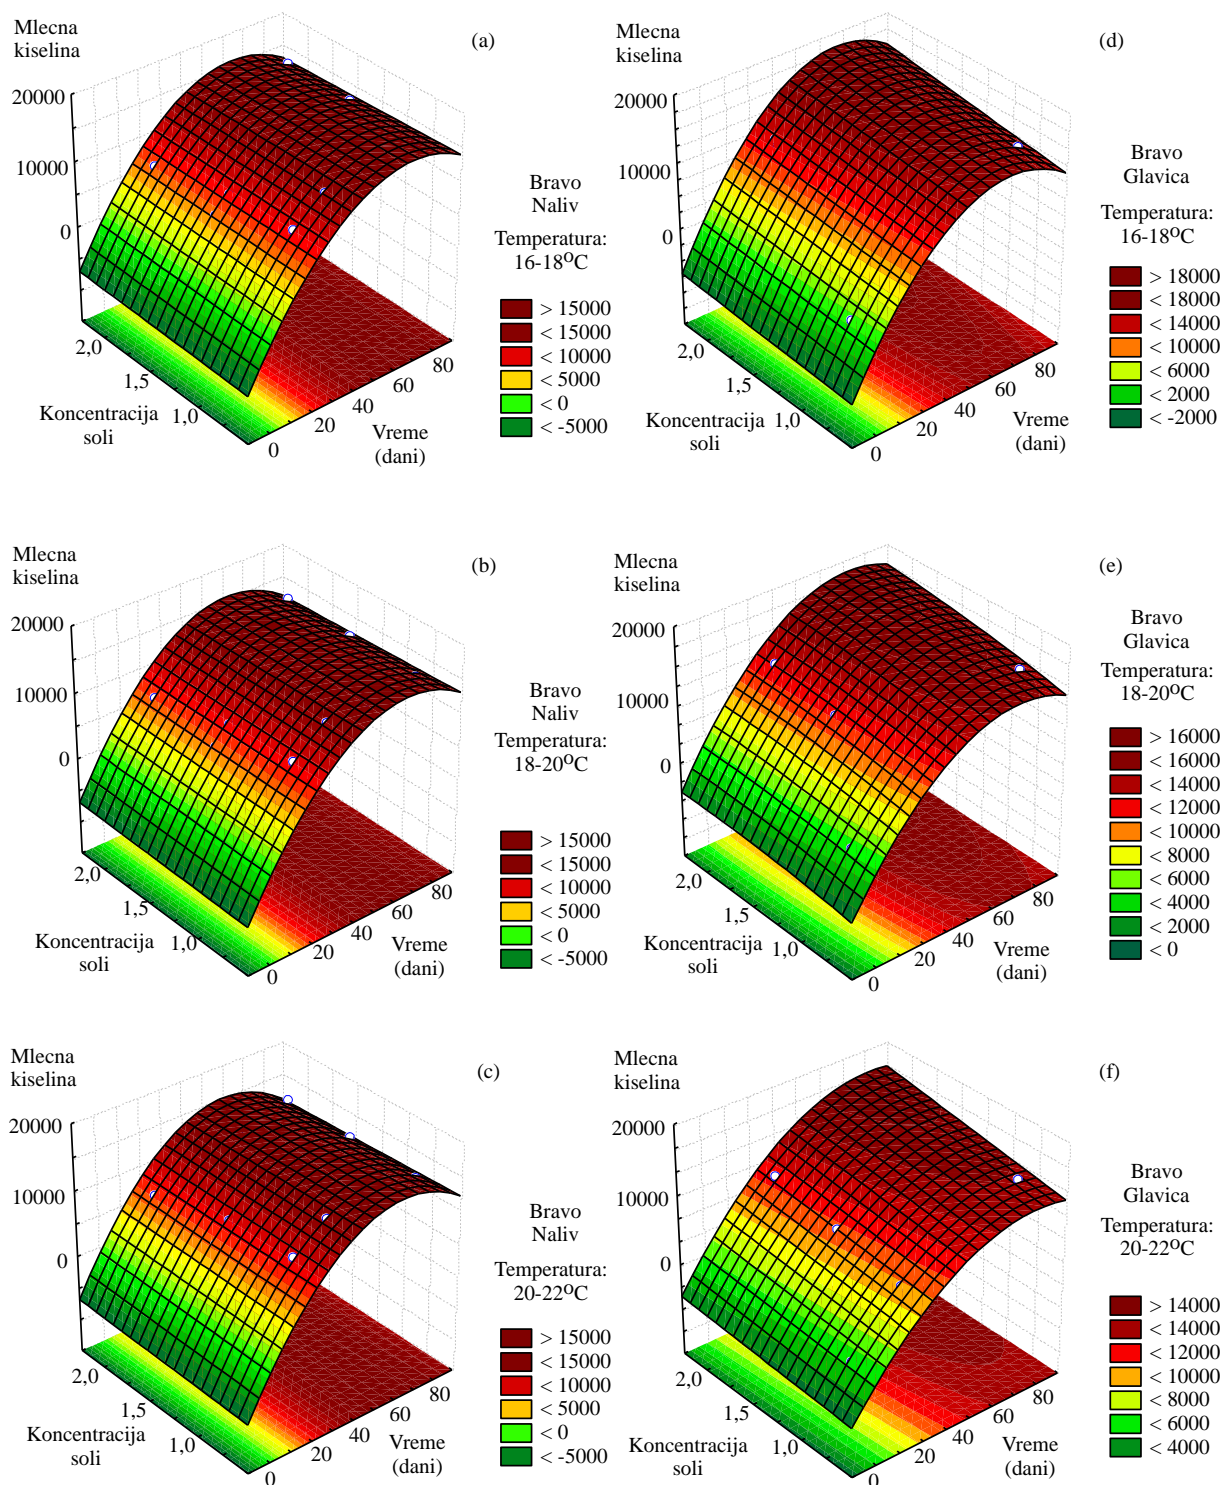 Mlecna
kiselina
(a)
20000
10000
0
2,0
1,5
1,0
Koncentracija
soli
0
20
40
60
80
Vreme
(dani)
Bravo
Naliv
Temperatura:
16-18°C
> 15000
< 15000
< 10000
< 5000
< 0
< -5000
Mlecna
kiselina
(d)
20000
10000
0
2,0
1,5
1,0
Koncentracija
soli
0
20
40
60
80
Vreme
(dani)
Bravo
Glavica
Temperatura:
16-18°C
> 18000
< 18000
< 14000
< 10000
< 6000
< 2000
< -2000
Mlecna
kiselina
(b)
20000
10000
0
2,0
1,5
1,0
Koncentracija
soli
0
20
40
60
80
Vreme
(dani)
Bravo
Naliv
Temperatura:
18-20°C
> 15000
< 15000
< 10000
< 5000
< 0
< -5000
Mlecna
kiselina
(e)
20000
10000
0
2,0
1,5
1,0
Koncentracija
soli
0
20
40
60
80
Vreme
(dani)
Bravo
Glavica
Temperatura:
18-20°C
> 16000
< 16000
< 14000
< 12000
< 10000
< 8000
< 6000
< 4000
< 2000
< 0
Mlecna
kiselina
(c)
20000
10000
0
2,0
1,5
1,0
Koncentracija
soli
0
20
40
60
80
Vreme
(dani)
Bravo
Naliv
Temperatura:
20-22°C
> 15000
< 15000
< 10000
< 5000
< 0
< -5000
Mlecna
kiselina
(f)
20000
10000
0
2,0
1,5
1,0
Koncentracija
soli
0
20
40
60
80
Vreme
(dani)
Bravo
Glavica
Temperatura:
20-22°C
> 14000
< 14000
< 12000
< 10000
< 8000
< 6000
< 4000